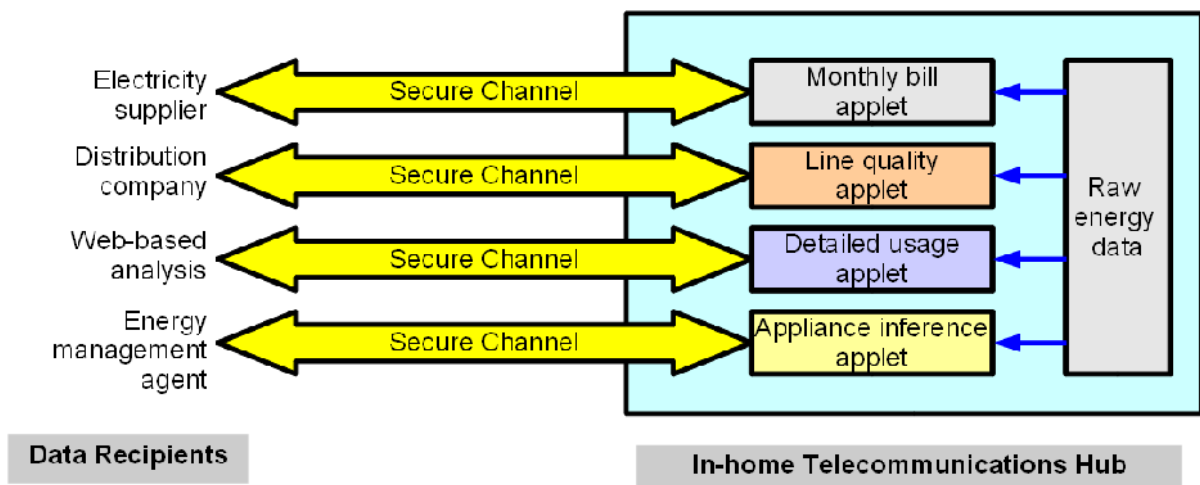 Electricity
supplier
Secure Channel
Monthly bill
applet
Distribution
company
Secure Channel
Line quality
applet
Web-based
analysis
Secure Channel
Detailed usage
applet
Energy
management
agent
Secure Channel
Appliance inference
applet
Raw
energy
data
Data Recipients
In-home Telecommunications Hub